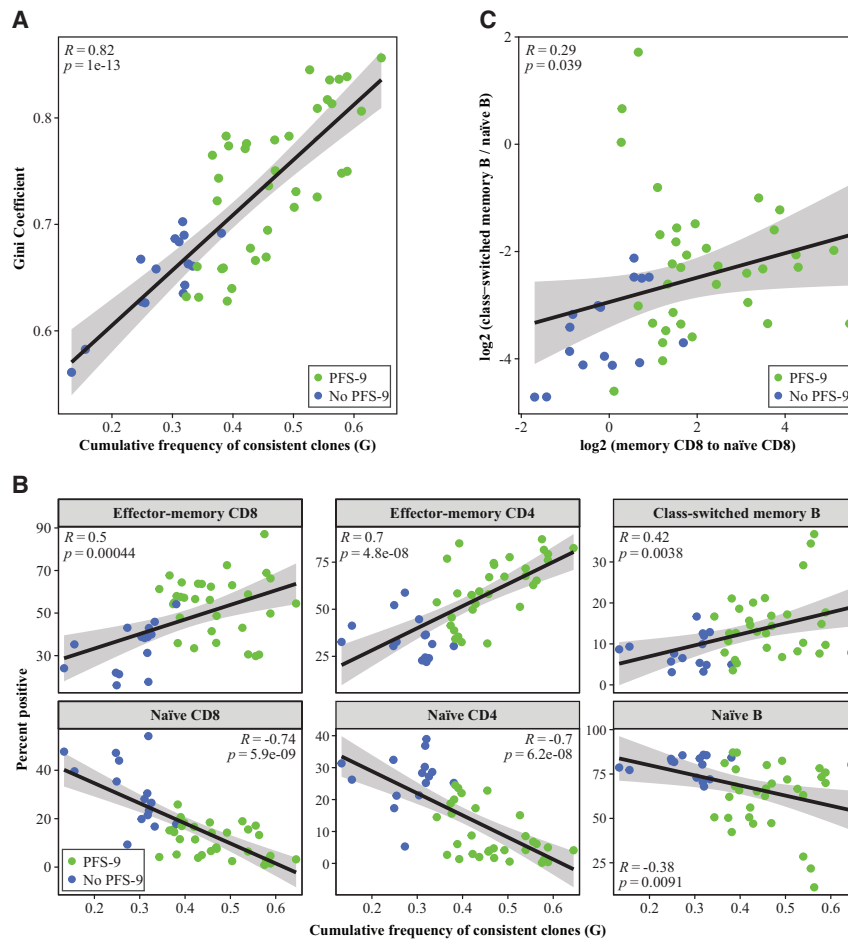 A
R = 0.82
p = 1e-13
0.8
0.7
0.6
Gini Coefficient
0.2 0.3 0.4 0.5 0.6
Cumulative frequency of consistent clones (G)
PFS-9
No PFS-9
C
R = 0.29
p = 0.039
2
0
-2
-4
log2 (class–switched memory B / naïve B)
-2 0 2 4
log2 (memory CD8 to naïve CD8)
PFS-9
No PFS-9
B
Effector-memory CD8
R = 0.5
p = 0.00044
90
70
50
30
Effector-memory CD4
R = 0.7
p = 4.8e-08
75
50
25
Class-switched memory B
R = 0.42
p = 0.0038
30
20
10
0
Percent positive
Naïve CD8
R = -0.74
p = 5.9e-09
40
20
0
PFS-9
No PFS-9
0.2 0.3 0.4 0.5 0.6
Naïve CD4
R = -0.7
p = 6.2e-08
40
30
20
10
0
0.2 0.3 0.4 0.5 0.6
Naïve B
100
75
50
25
R = -0.38
p = 0.0091
0.2 0.3 0.4 0.5 0.6
Cumulative frequency of consistent clones (G)